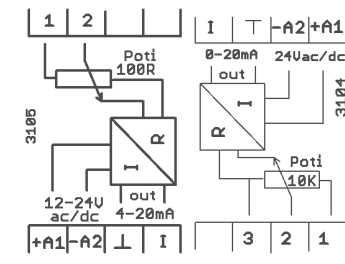 1 2
Poti
100R
3105
R
I
12-24V
ac/dc
out
4-20mA
+A1 -A2 ⊥ I
I ⊤ -A2 +A1
0-20mA 24Vac/dc
out
I
R
3104
Poti
10K
3 2 1